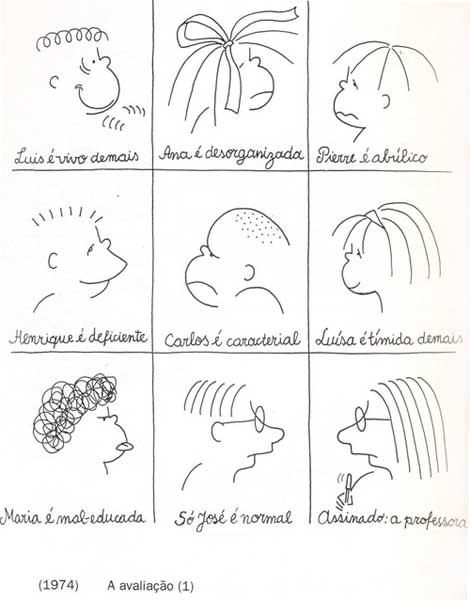 Luis é vivo demais
Ana é desorganizada
Pierre é abúlico
Henrique é deficiente
Carlos é caracterial
Luísa é tímida demais
Maria é mal-educada
Só José é normal
Assinado: a professora
(1974) A avaliação (1)